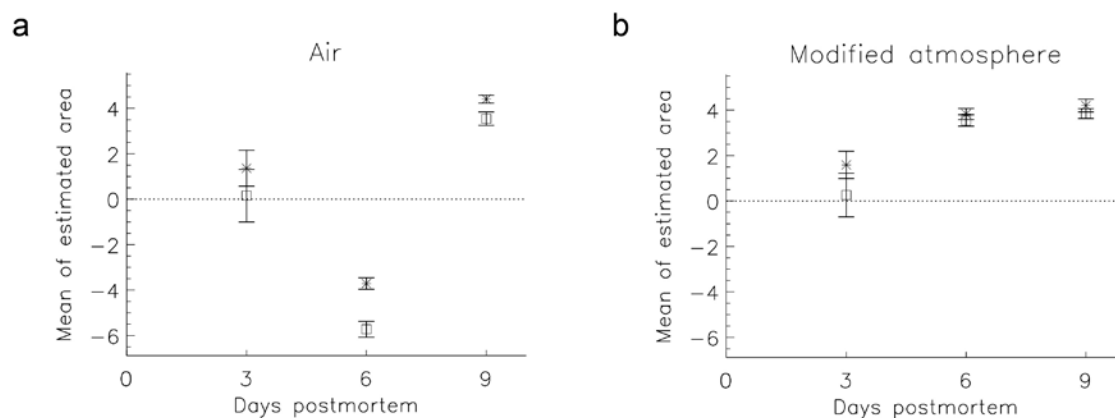 a
Air
Mean of estimated area
4
2
0
−2
−4
−6
0 3 6 9
Days postmortem
b
Modified atmosphere
Mean of estimated area
4
2
0
−2
−4
−6
0 3 6 9
Days postmortem